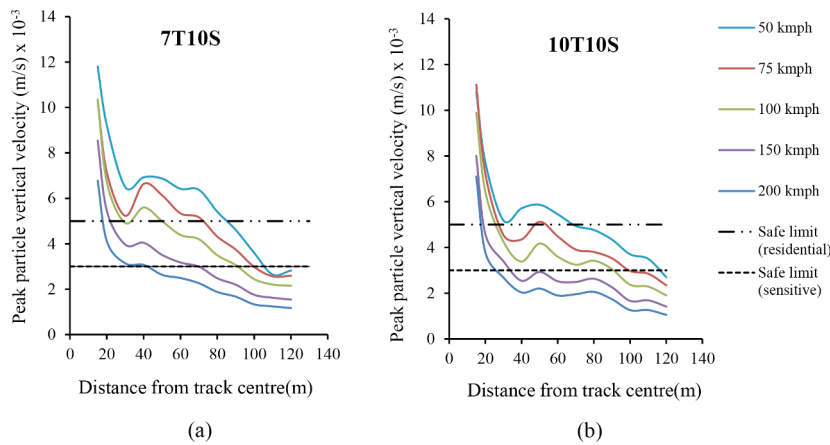 7T10S
Peak particle vertical velocity (m/s) x 10-3
14
12
10
8
6
4
2
0
0 20 40 60 80 100 120 140
Distance from track centre(m)
(a)
10T10S
Peak particle vertical velocity (m/s) x 10-3
14
12
10
8
6
4
2
0
0 20 40 60 80 100 120 140
Distance from track centre(m)
(b)
50 kmph
75 kmph
100 kmph
150 kmph
200 kmph
Safe limit
(residential)
Safe limit
(sensitive)